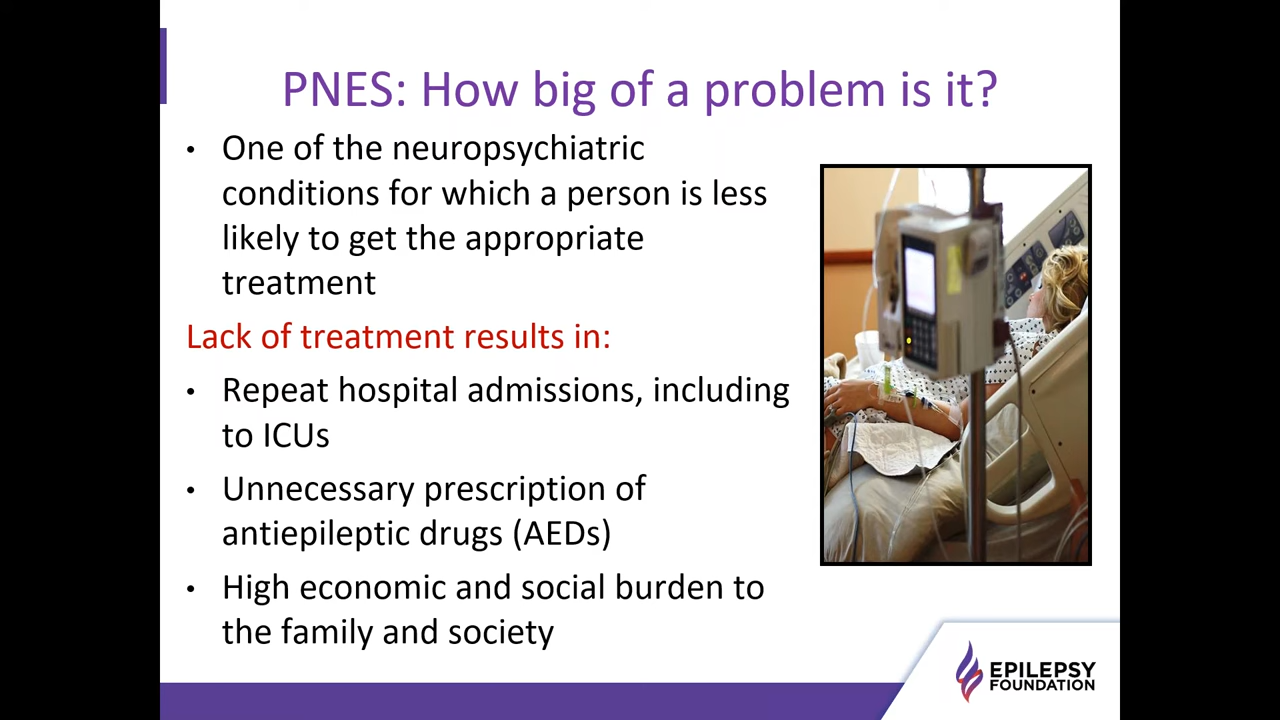 PNES: How big of a problem is it?
• One of the neuropsychiatric
conditions for which a person is less
likely to get the appropriate
treatment
Lack of treatment results in:
• Repeat hospital admissions, including
to ICUs
• Unnecessary prescription of
antiepileptic drugs (AEDs)
• High economic and social burden to
the family and society
EPILEPSY
FOUNDATION